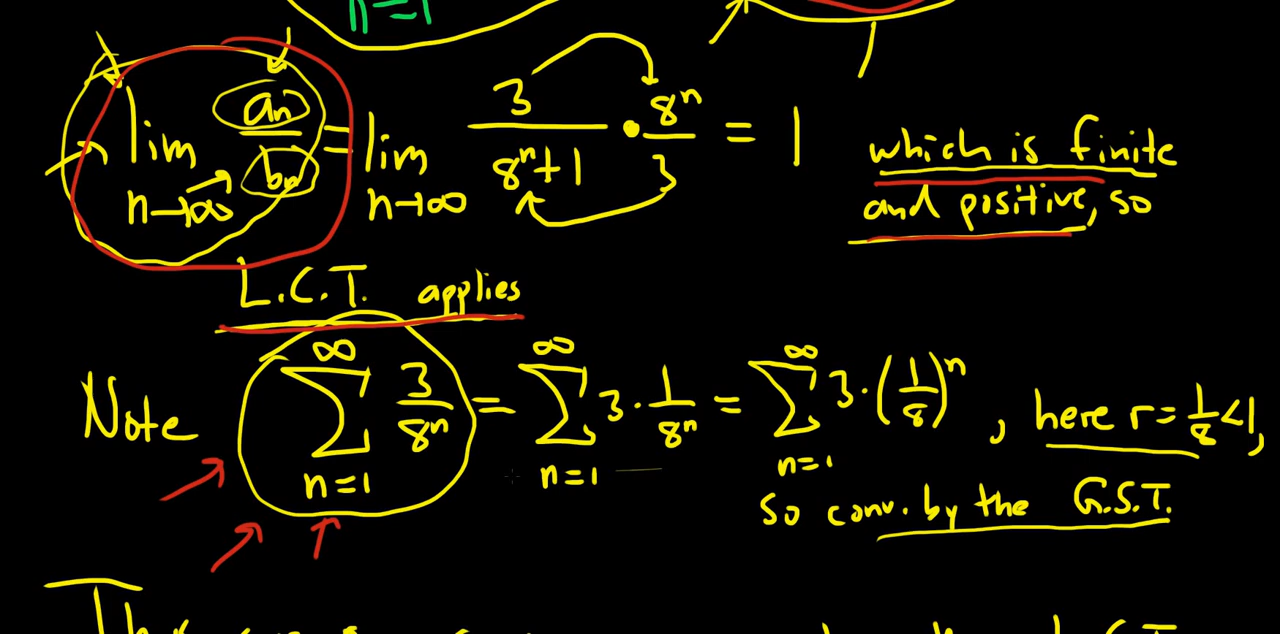 n=1
lim n→∞ an/bn = lim n→∞ 3/(8^n+1) · 8^n/3 = 1 which is finite
and positive, so
L.C.T. applies
Note ∞ Σ n=1 3/8^n = ∞ Σ n=1 3·1/8^n = ∞ Σ n=1 3·(1/8)^n, here r=1/8<1,
so conv. by the G.S.T.